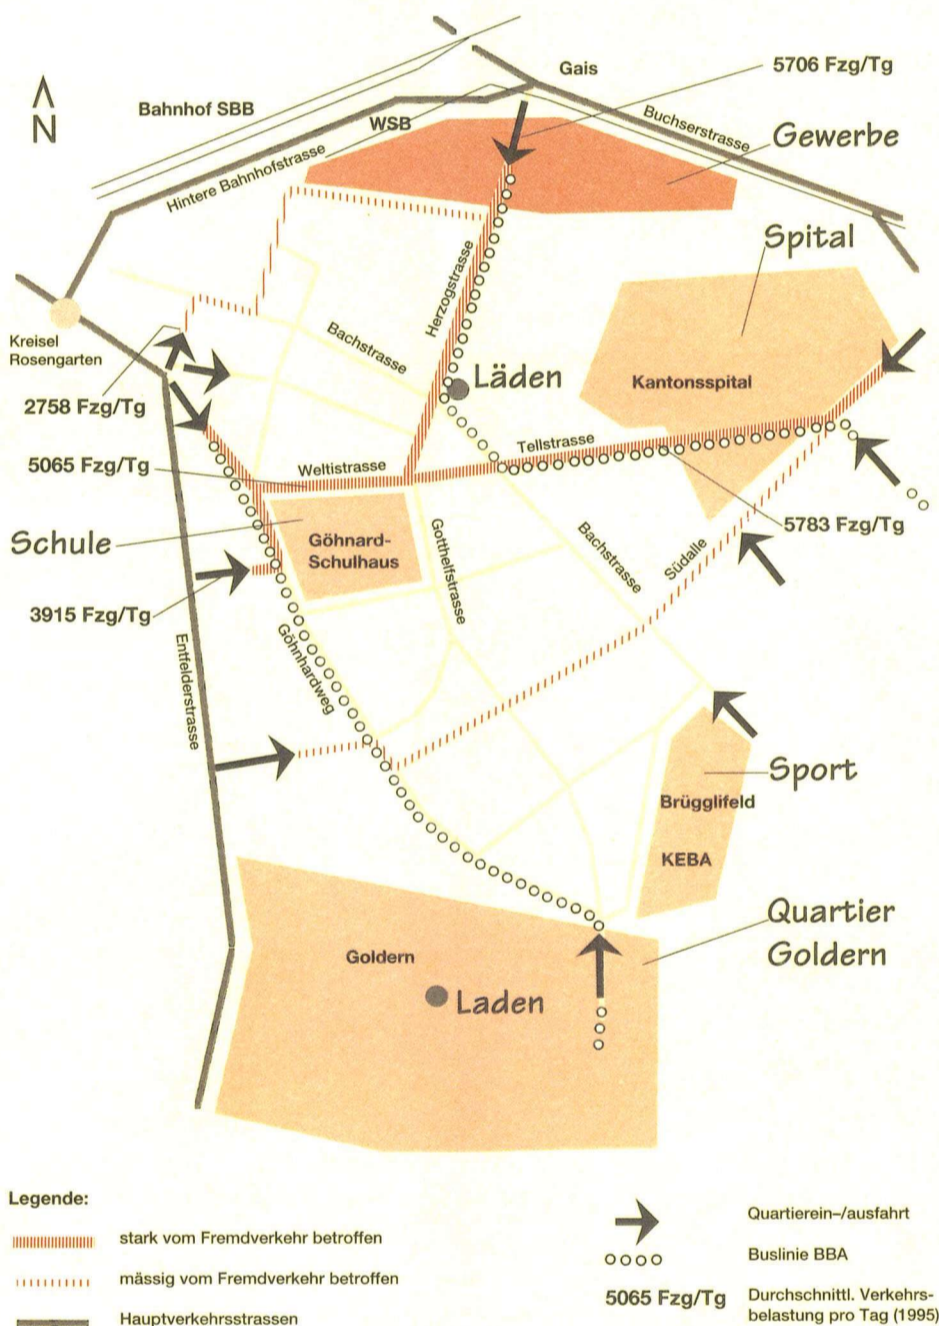 5706 Fzg/Tg
Gais
Bahnhof SBB
N
WSB
Buchserstrasse
Gewerbe
Hintere Bahnhofstrasse
Spital
Herzogstrasse
Kreisel
Rosengarten
Bachstrasse
Läden
Kantonsspital
2758 Fzg/Tg
Tellstrasse
5065 Fzg/Tg
Weltistrasse
5783 Fzg/Tg
Schule
Göhnard-
Schulhaus
Gotthelfstrasse
Bachstrasse
Südalle
3915 Fzg/Tg
Entfelderstrasse
Göhnhardweg
Sport
Brügglifeld
KEBA
Quartier
Goldern
Goldern
Laden
Legende:
stark vom Fremdverkehr betroffen
mässig vom Fremdverkehr betroffen
Hauptverkehrsstrassen
Quartierein-/ausfahrt
Buslinie BBA
5065 Fzg/Tg
Durchschnittl. Verkehrs-
belastung pro Tag (1995)